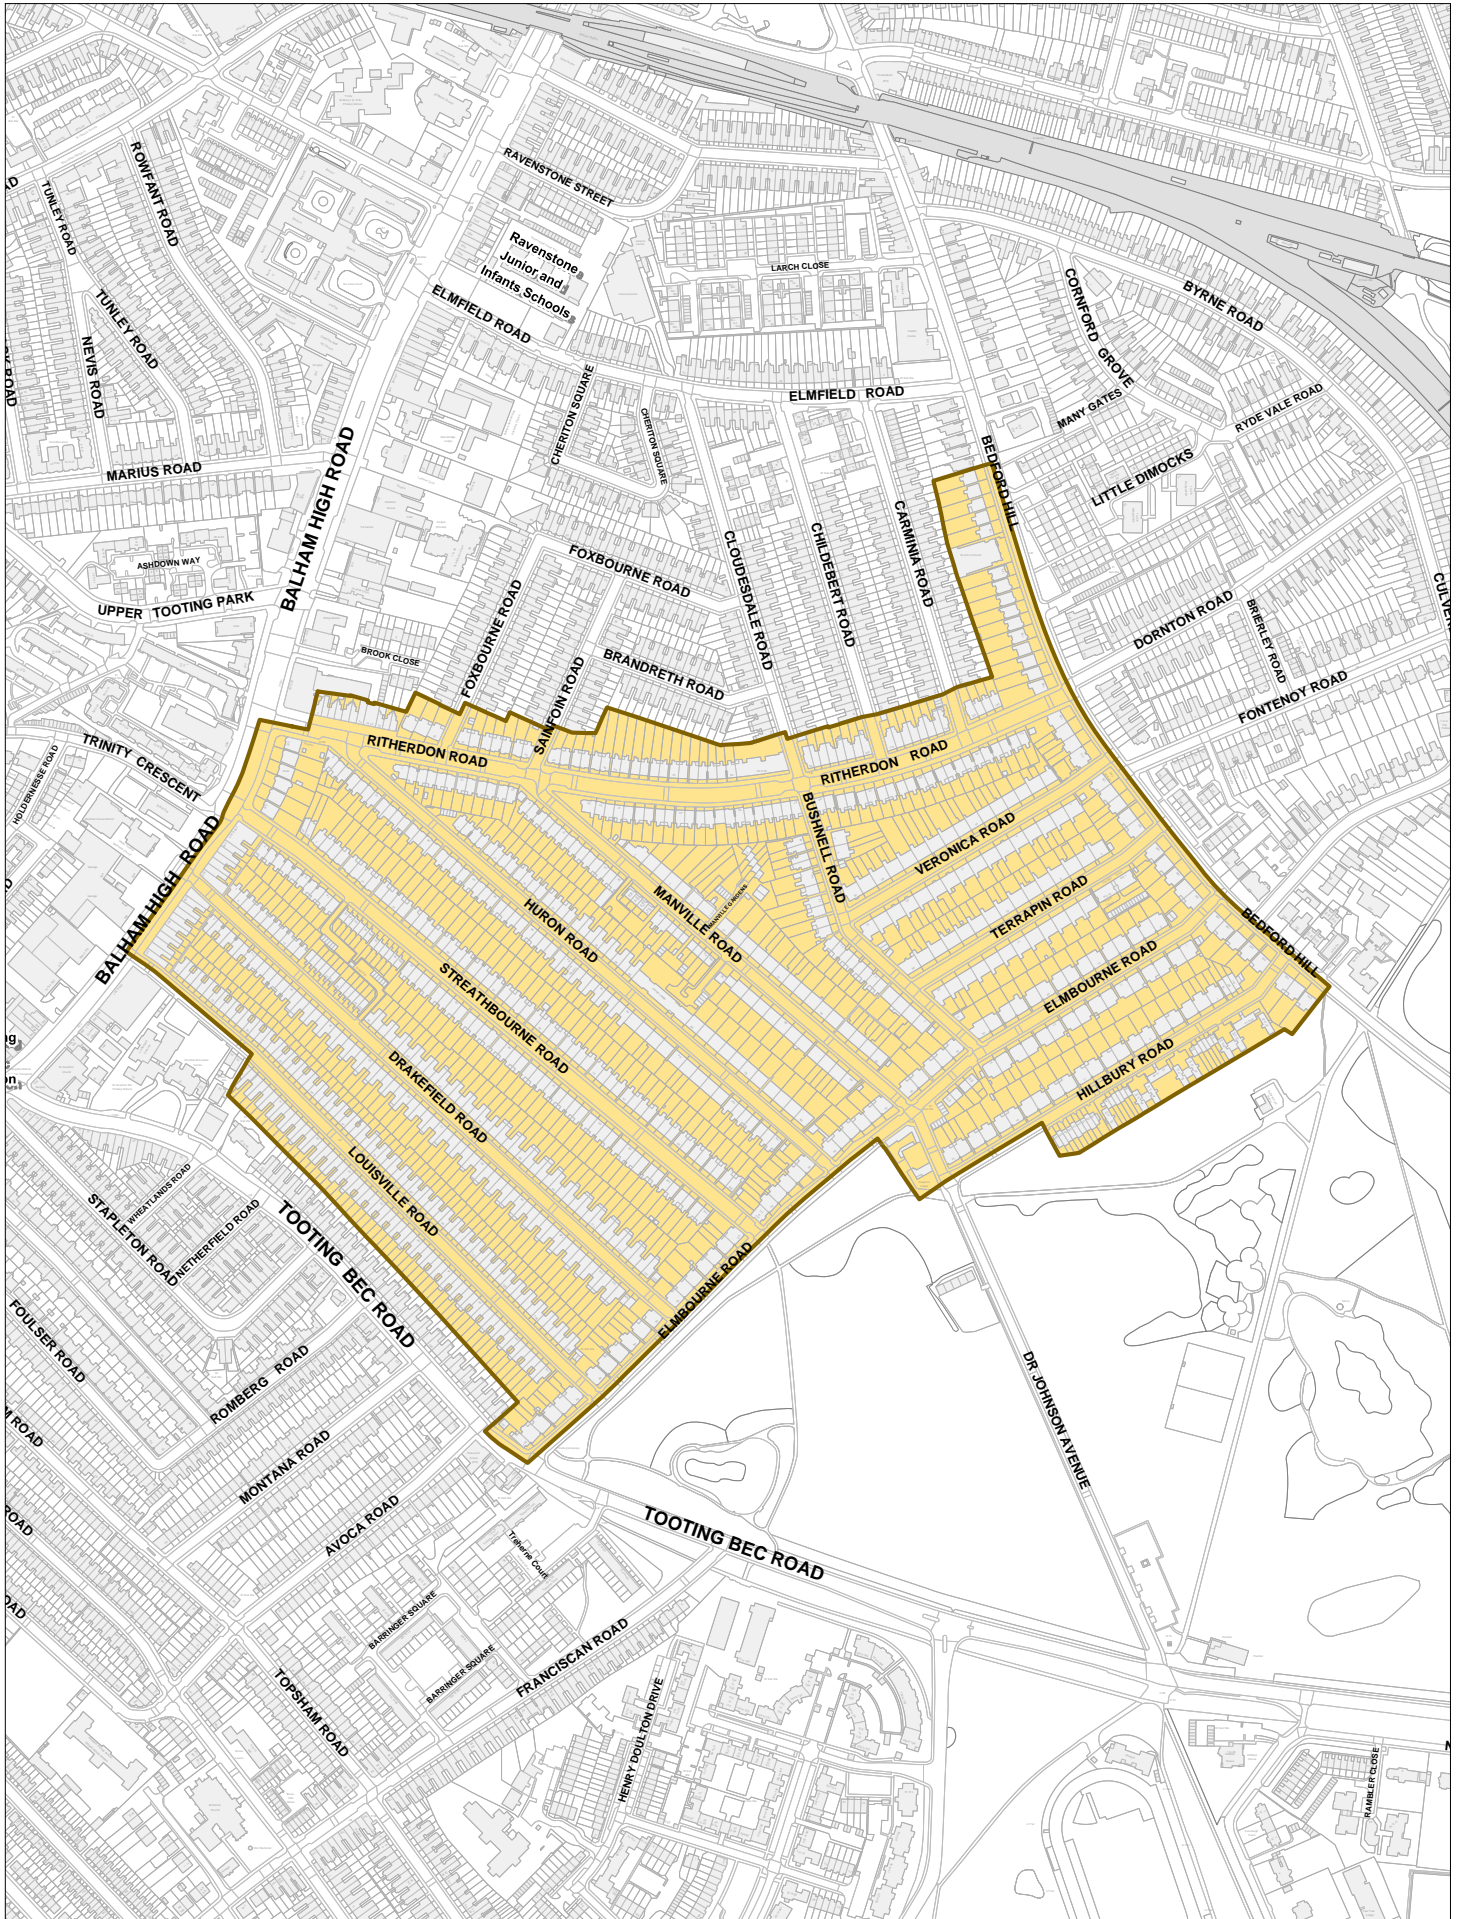 RAVENSTONE STREET
ROWFANT ROAD
TUNLEY ROAD
Ravenstone
Junior and
Infants Schools
LARCH CLOSE
ELMFIELD ROAD
CORNFORD GROVE
BYRNE ROAD
TUNLEY ROAD
NEVIS ROAD
CHERITON SQUARE
CHERITON SQUARE
ELMFIELD ROAD
MANY GATES
RYDE VALE ROAD
MARIUS ROAD
BALHAM HIGH ROAD
BEDFORD HILL
LITTLE DIMOCKS
CLOUDESDALE ROAD
CHILDEBERT ROAD
CARMINIA ROAD
ASHDOWN WAY
UPPER TOOTING PARK
FOXBOURNE ROAD
FOXBOURNE ROAD
BROOK CLOSE
BRANDRETH ROAD
SAINFOIN ROAD
DORNTON ROAD
BRIERLEY ROAD
FONTENOY ROAD
TRINITY CRESCENT
HOLDERNESSE ROAD
RITHERDON ROAD
RITHERDON ROAD
BUSHNELL ROAD
VERONICA ROAD
BALHAM HIGH ROAD
HURON ROAD
MANVILLE ROAD
MANVILLE GARDENS
TERRAPIN ROAD
BEDFORD HILL
STREATHBOURNE ROAD
ELMBOURNE ROAD
DRAKEFIELD ROAD
HILLBURY ROAD
LOUISVILLE ROAD
WHEATLANDS ROAD
STAPLETON ROAD
NETHERFIELD ROAD
TOOTING BEC ROAD
ELMBOURNE ROAD
FOULSER ROAD
ROMBERG ROAD
DR JOHNSON AVENUE
MONTANA ROAD
AVOCA ROAD
TOOTING BEC ROAD
Treherne Court
BARRINGER SQUARE
BARRINGER SQUARE
FRANCISCAN ROAD
TOPSHAM ROAD
HENRY DOULTON DRIVE
RAMBLER CLOSE